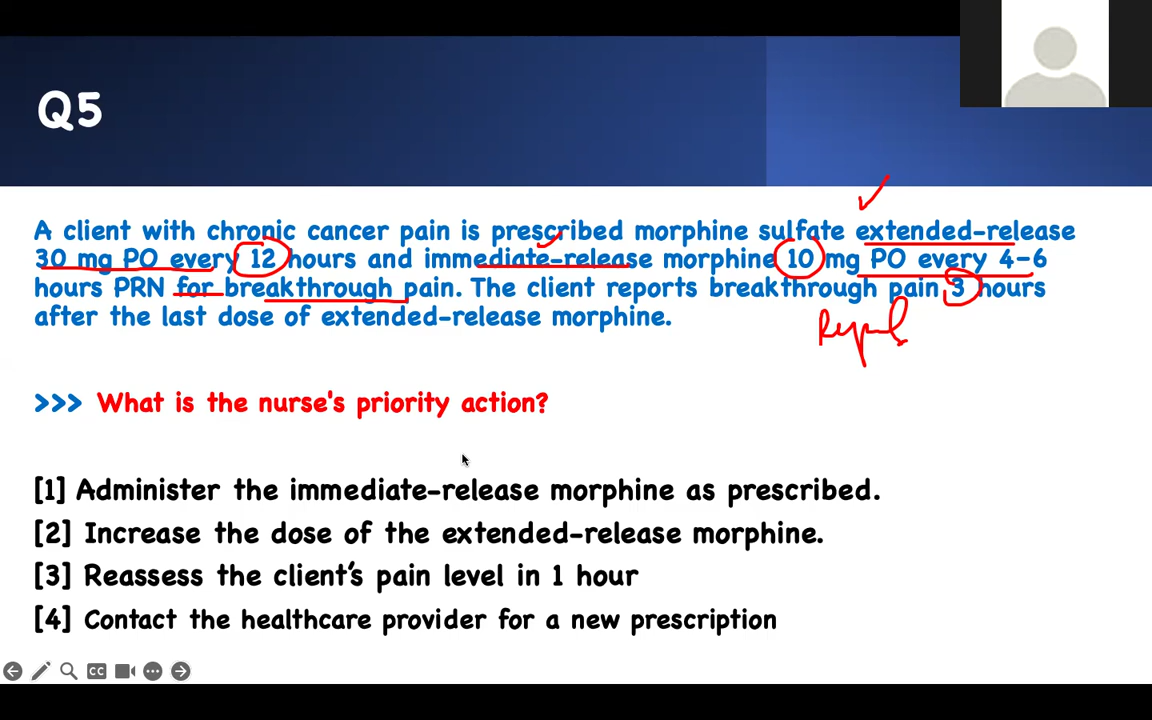 Q5
A client with chronic cancer pain is prescribed morphine sulfate extended-release
30 mg PO every 12 hours and immediate-release morphine 10 mg PO every 4-6
hours PRN for breakthrough pain. The client reports breakthrough pain 3 hours
after the last dose of extended-release morphine.
>>> What is the nurse's priority action?
[1] Administer the immediate-release morphine as prescribed.
[2] Increase the dose of the extended-release morphine.
[3] Reassess the client's pain level in 1 hour
[4] Contact the healthcare provider for a new prescription
CC